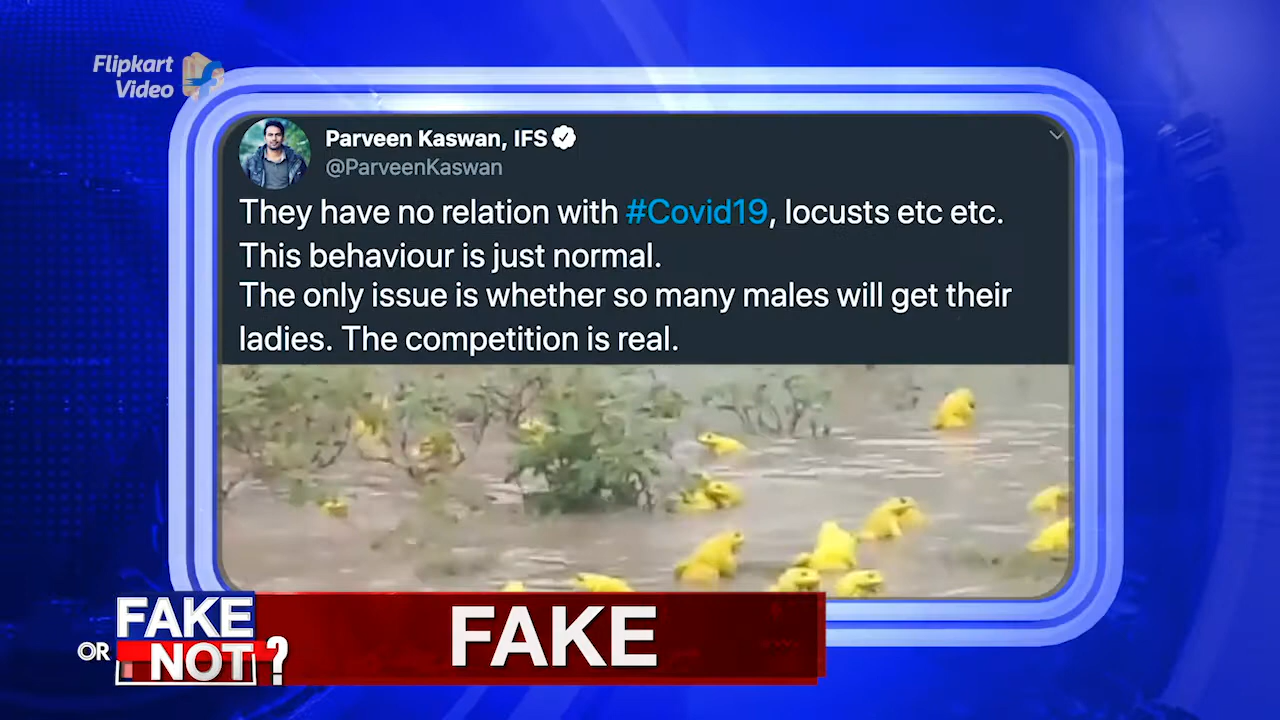 Flipkart
Video
Parveen Kaswan, IFS
@ParveenKaswan
They have no relation with #Covid19, locusts etc etc.
This behaviour is just normal.
The only issue is whether so many males will get their
ladies. The competition is real.
FAKE
OR NOT?
FAKE